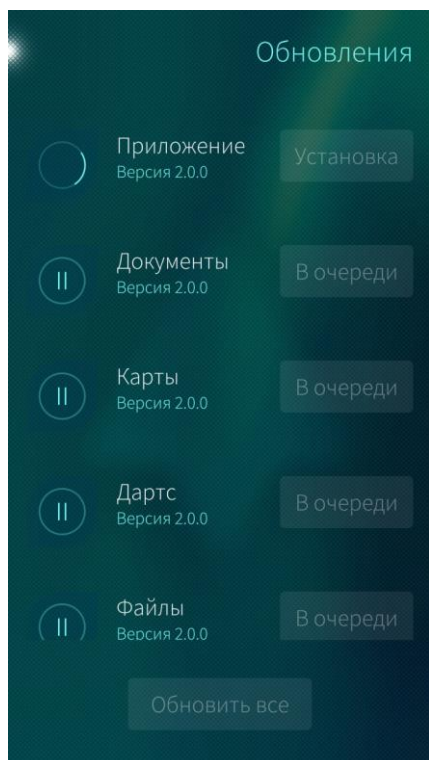 Обновления
Приложение
Версия 2.0.0
Установка
Документы
Версия 2.0.0
В очереди
Карты
Версия 2.0.0
В очереди
Дартс
Версия 2.0.0
В очереди
Файлы
Версия 2.0.0
В очереди
Обновить все